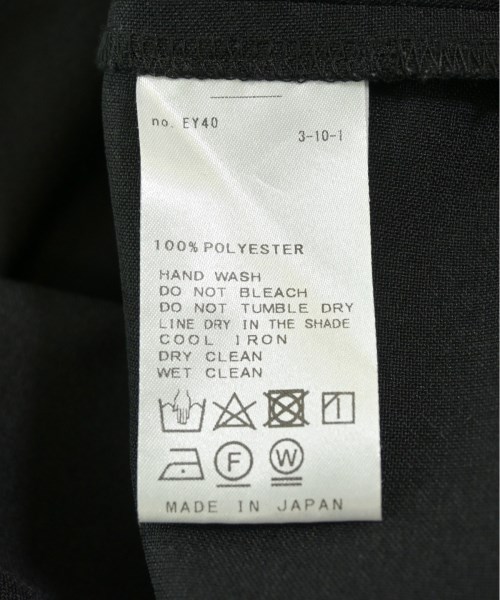 no. EY40
3-10-1
100% POLYESTER
HAND WASH
DO NOT BLEACH
DO NOT TUMBLE DRY
LINE DRY IN THE SHADE
COOL IRON
DRY CLEAN
WET CLEAN
F W
MADE IN JAPAN